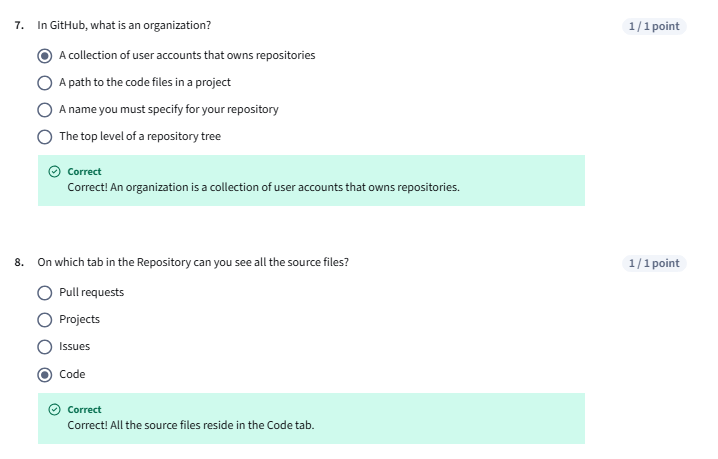 7. In GitHub, what is an organization?
1 / 1 point
A collection of user accounts that owns repositories
A path to the code files in a project
A name you must specify for your repository
The top level of a repository tree
Correct
Correct! An organization is a collection of user accounts that owns repositories.
8. On which tab in the Repository can you see all the source files?
1 / 1 point
Pull requests
Projects
Issues
Code
Correct
Correct! All the source files reside in the Code tab.